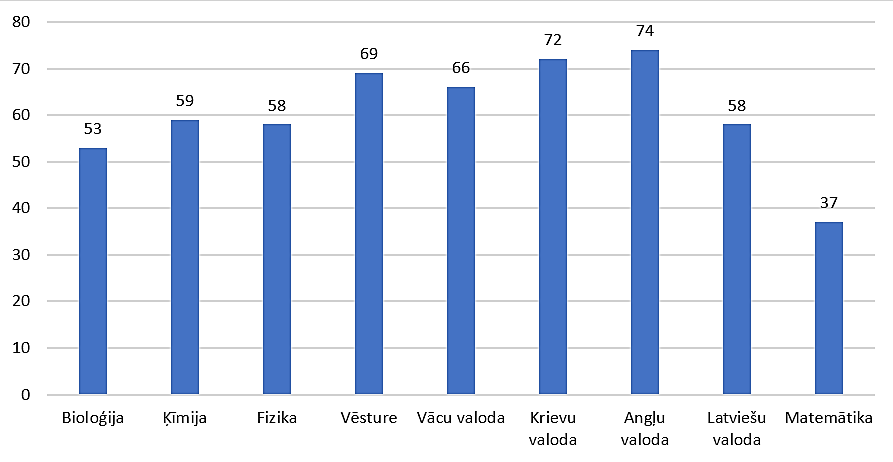 80
70
60
50
40
30
20
10
0
53
59
58
69
66
72
74
58
37
Bioloģija
Ķīmija
Fizika
Vēsture
Vācu valoda
Krievu
valoda
Angļu
valoda
Latviešu
valoda
Matemātika